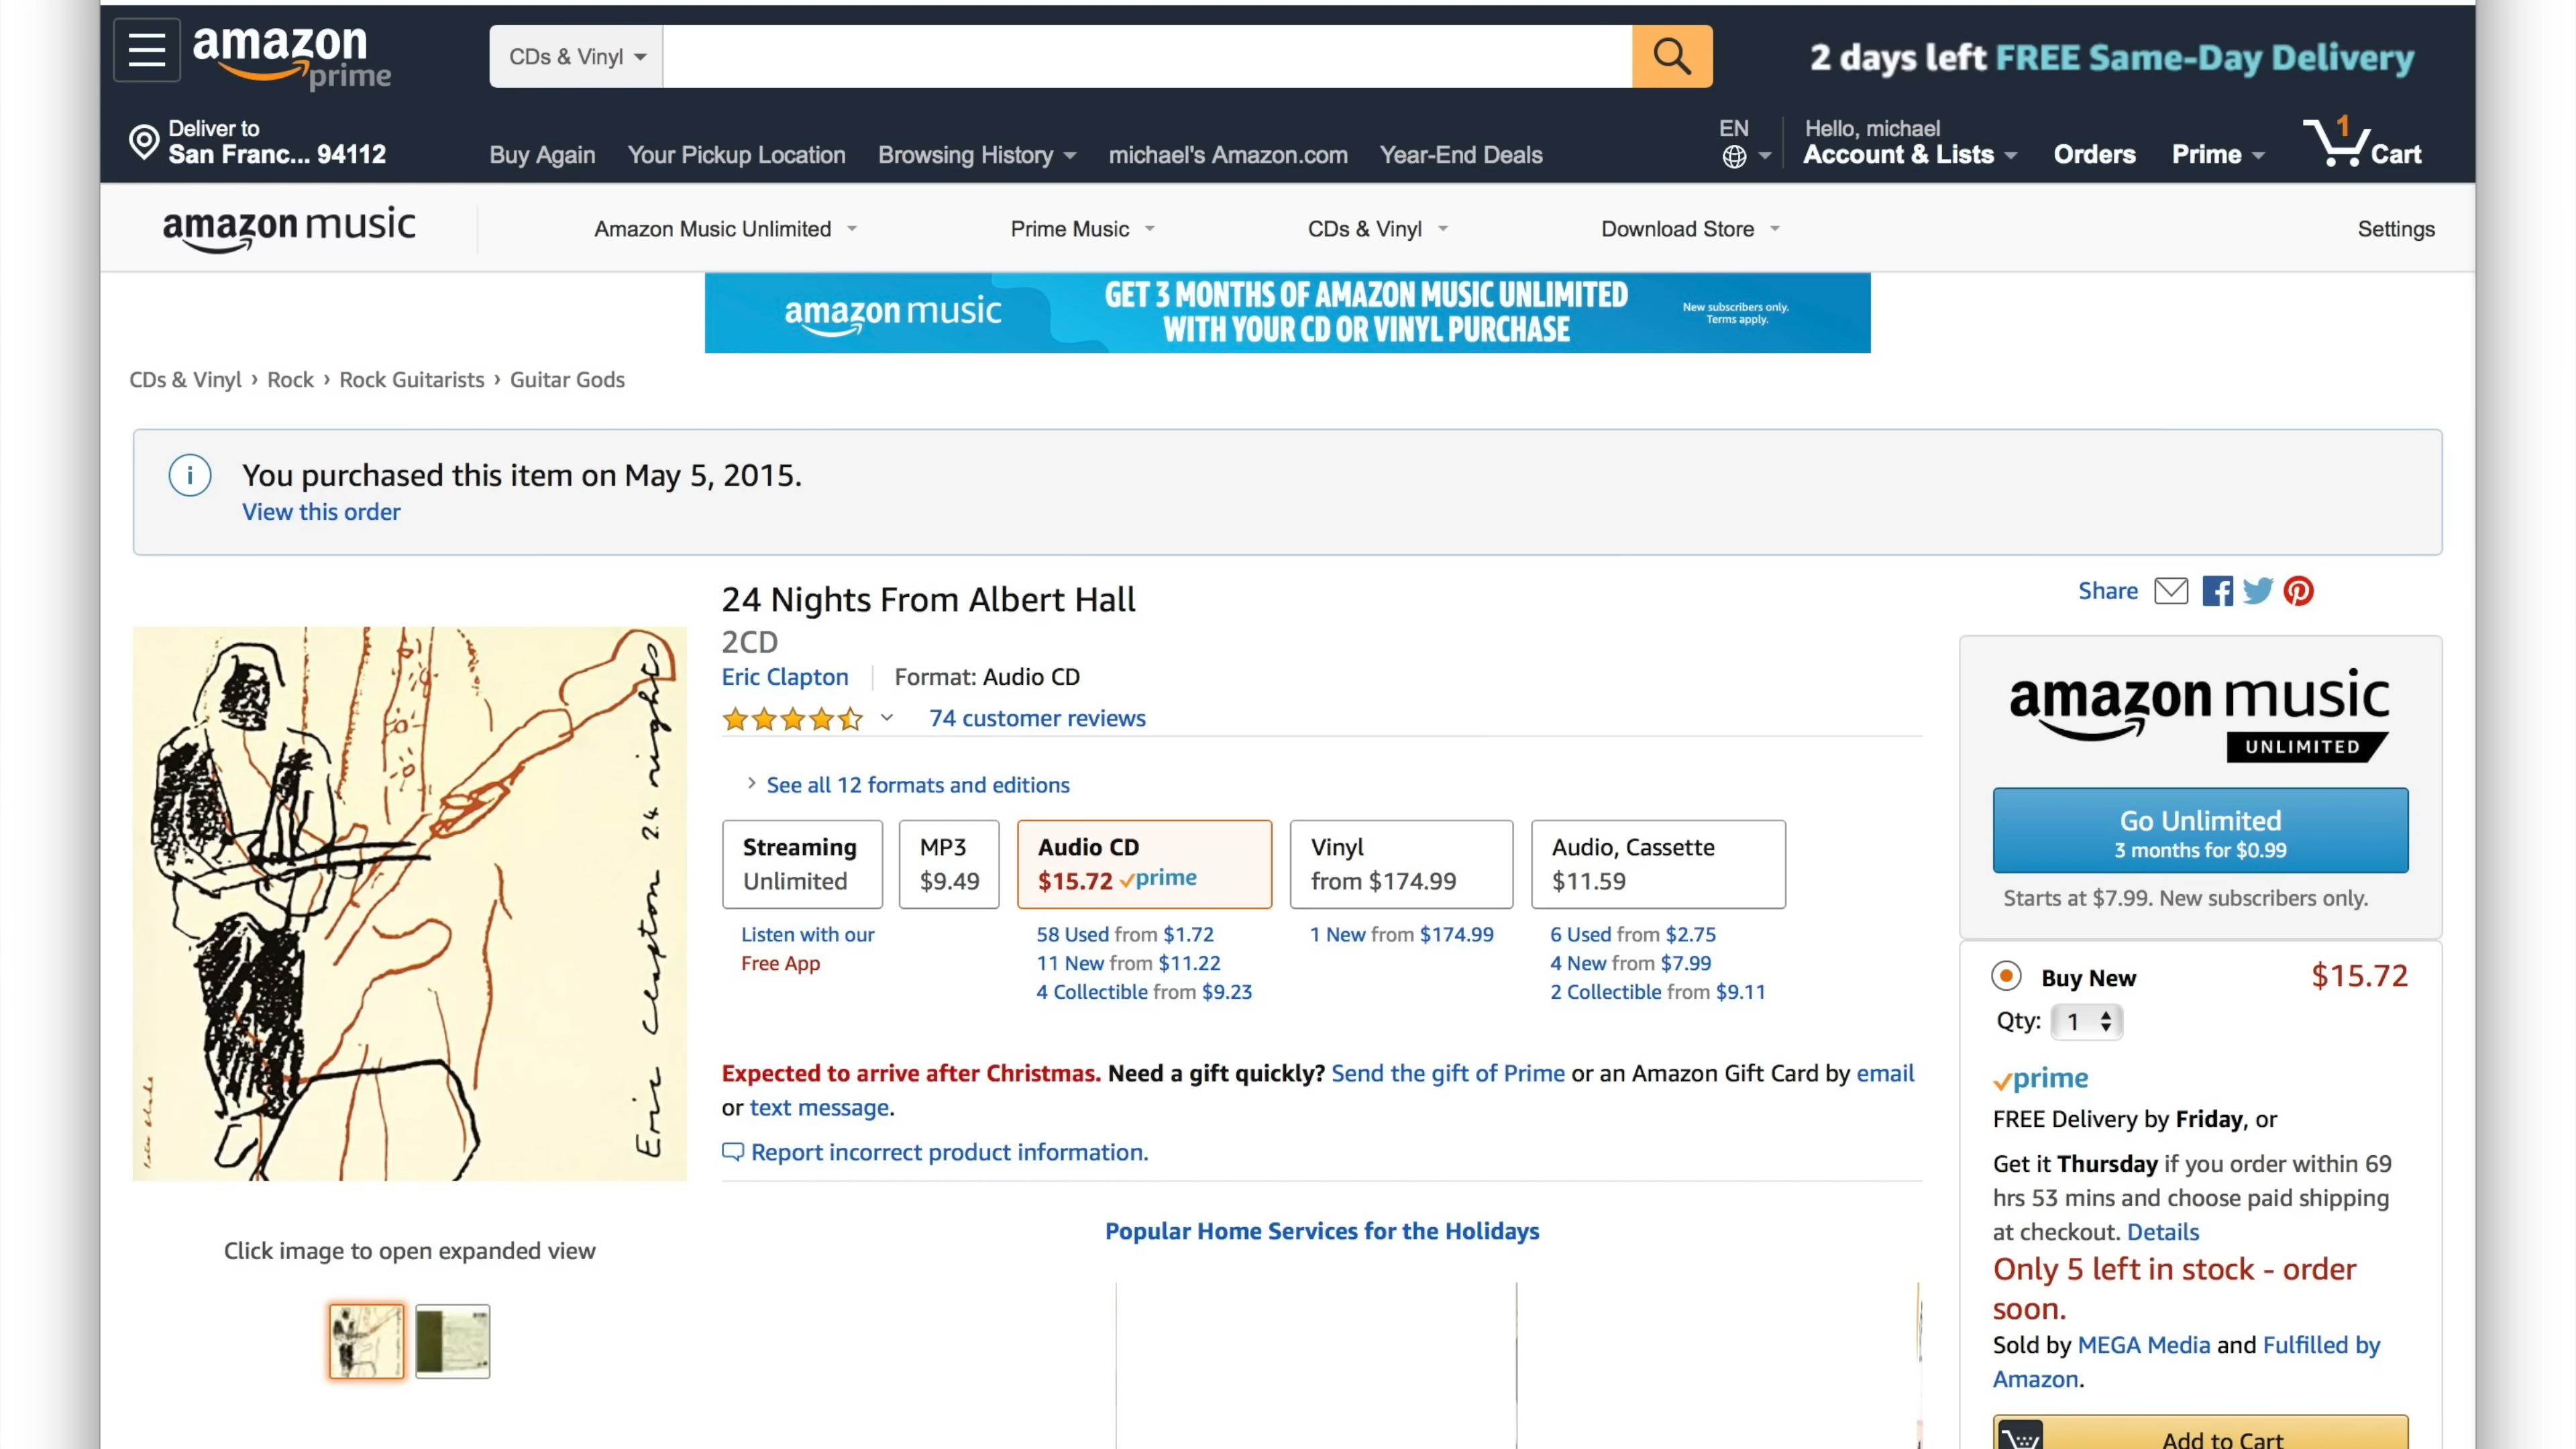 amazon prime
CDs & Vinyl
2 days left FREE Same-Day Delivery
Deliver to
San Franc... 94112
Buy Again
Your Pickup Location
Browsing History
michael's Amazon.com
Year-End Deals
EN
Hello, michael
Account & Lists
Orders
Prime
1
Cart
amazon music
Amazon Music Unlimited
Prime Music
CDs & Vinyl
Download Store
Settings
amazon music
GET 3 MONTHS OF AMAZON MUSIC UNLIMITED
WITH YOUR CD OR VINYL PURCHASE
New subscribers only.
Terms apply.
CDs & Vinyl › Rock › Rock Guitarists › Guitar Gods
You purchased this item on May 5, 2015.
View this order
Eric Clapton 24 nights
Click image to open expanded view
24 Nights From Albert Hall
2CD
Eric Clapton | Format: Audio CD
74 customer reviews
› See all 12 formats and editions
Streaming
Unlimited
Listen with our
Free App
MP3
$9.49
Audio CD
$15.72 prime
58 Used from $1.72
11 New from $11.22
4 Collectible from $9.23
Vinyl
from $174.99
1 New from $174.99
Audio, Cassette
$11.59
6 Used from $2.75
4 New from $7.99
2 Collectible from $9.11
Expected to arrive after Christmas. Need a gift quickly? Send the gift of Prime or an Amazon Gift Card by email
or text message.
Report incorrect product information.
Popular Home Services for the Holidays
Share
amazon music
UNLIMITED
Go Unlimited
3 months for $0.99
Starts at $7.99. New subscribers only.
Buy New $15.72
Qty: 1
prime
FREE Delivery by Friday, or
Get it Thursday if you order within 69
hrs 53 mins and choose paid shipping
at checkout. Details
Only 5 left in stock - order
soon.
Sold by MEGA Media and Fulfilled by
Amazon.
Add to Cart